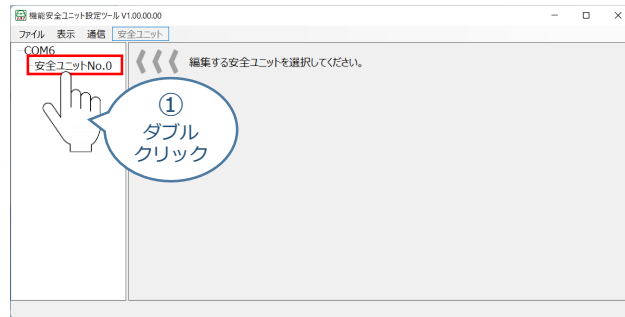 機能安全ユニット設定ツール V1.00.00.00
ファイル 表示 通信 安全ユニット
COM6
安全ユニットNo.0
編集する安全ユニットを選択してください。
①
ダブル
クリック